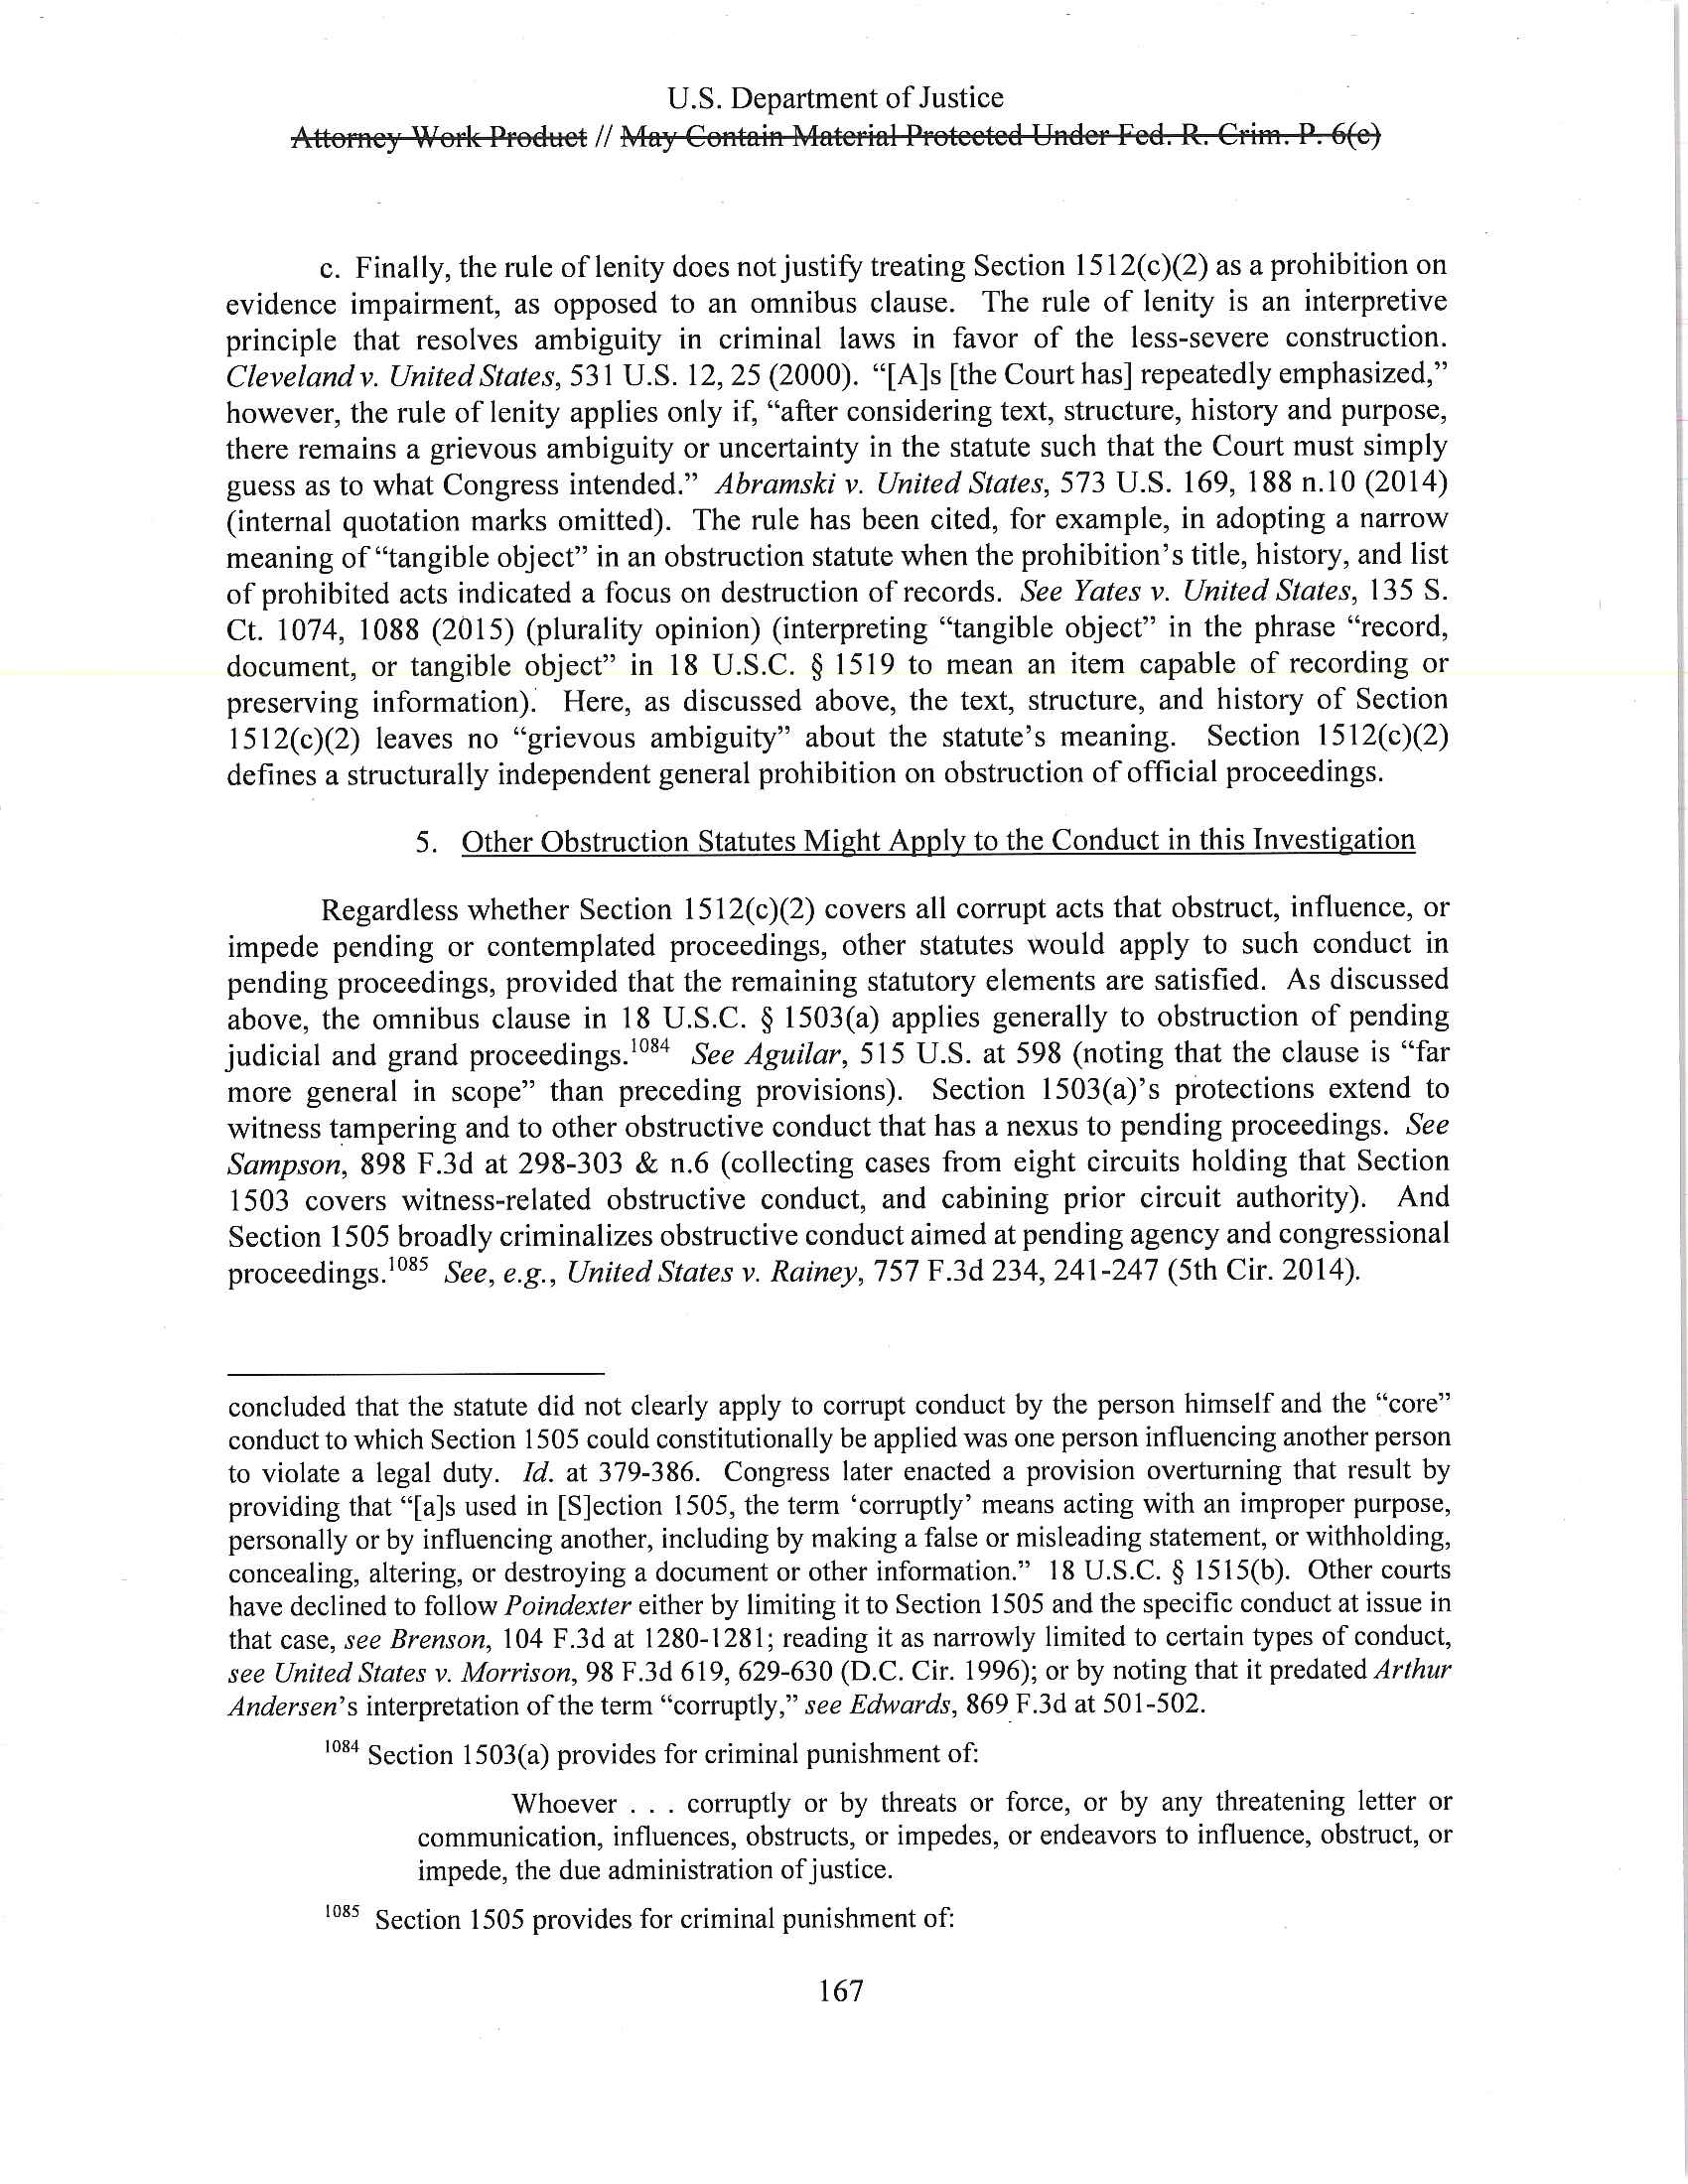 U.S. Department of Justice
Attorney Work Product // May Contain Material Protected Under Fed. R. Crim. P. 6(e)
c. Finally, the rule of lenity does not justify treating Section 1512(c)(2) as a prohibition on
evidence impairment, as opposed to an omnibus clause. The rule of lenity is an interpretive
principle that resolves ambiguity in criminal laws in favor of the less-severe construction.
Cleveland v. United States, 531 U.S. 12, 25 (2000). “[A]s [the Court has] repeatedly emphasized,”
however, the rule of lenity applies only if, “after considering text, structure, history and purpose,
there remains a grievous ambiguity or uncertainty in the statute such that the Court must simply
guess as to what Congress intended.” Abramski v. United States, 573 U.S. 169, 188 n.10 (2014)
(internal quotation marks omitted). The rule has been cited, for example, in adopting a narrow
meaning of “tangible object” in an obstruction statute when the prohibition’s title, history, and list
of prohibited acts indicated a focus on destruction of records. See Yates v. United States, 135 S.
Ct. 1074, 1088 (2015) (plurality opinion) (interpreting “tangible object” in the phrase “record,
document, or tangible object” in 18 U.S.C. § 1519 to mean an item capable of recording or
preserving information). Here, as discussed above, the text, structure, and history of Section
1512(c)(2) leaves no “grievous ambiguity” about the statute’s meaning. Section 1512(c)(2)
defines a structurally independent general prohibition on obstruction of official proceedings.
5. Other Obstruction Statutes Might Apply to the Conduct in this Investigation
Regardless whether Section 1512(c)(2) covers all corrupt acts that obstruct, influence, or
impede pending or contemplated proceedings, other statutes would apply to such conduct in
pending proceedings, provided that the remaining statutory elements are satisfied. As discussed
above, the omnibus clause in 18 U.S.C. § 1503(a) applies generally to obstruction of pending
judicial and grand proceedings.1084 See Aguilar, 515 U.S. at 598 (noting that the clause is “far
more general in scope” than preceding provisions). Section 1503(a)’s protections extend to
witness tampering and to other obstructive conduct that has a nexus to pending proceedings. See
Sampson, 898 F.3d at 298-303 & n.6 (collecting cases from eight circuits holding that Section
1503 covers witness-related obstructive conduct, and cabining prior circuit authority). And
Section 1505 broadly criminalizes obstructive conduct aimed at pending agency and congressional
proceedings.1085 See, e.g., United States v. Rainey, 757 F.3d 234, 241-247 (5th Cir. 2014).
concluded that the statute did not clearly apply to corrupt conduct by the person himself and the “core”
conduct to which Section 1505 could constitutionally be applied was one person influencing another person
to violate a legal duty. Id. at 379-386. Congress later enacted a provision overturning that result by
providing that “[a]s used in [S]ection 1505, the term ‘corruptly’ means acting with an improper purpose,
personally or by influencing another, including by making a false or misleading statement, or withholding,
concealing, altering, or destroying a document or other information.” 18 U.S.C. § 1515(b). Other courts
have declined to follow Poindexter either by limiting it to Section 1505 and the specific conduct at issue in
that case, see Brenson, 104 F.3d at 1280-1281; reading it as narrowly limited to certain types of conduct,
see United States v. Morrison, 98 F.3d 619, 629-630 (D.C. Cir. 1996); or by noting that it predated Arthur
Andersen’s interpretation of the term “corruptly,” see Edwards, 869 F.3d at 501-502.
1084 Section 1503(a) provides for criminal punishment of:
Whoever . . . corruptly or by threats or force, or by any threatening letter or
communication, influences, obstructs, or impedes, or endeavors to influence, obstruct, or
impede, the due administration of justice.
1085 Section 1505 provides for criminal punishment of:
167